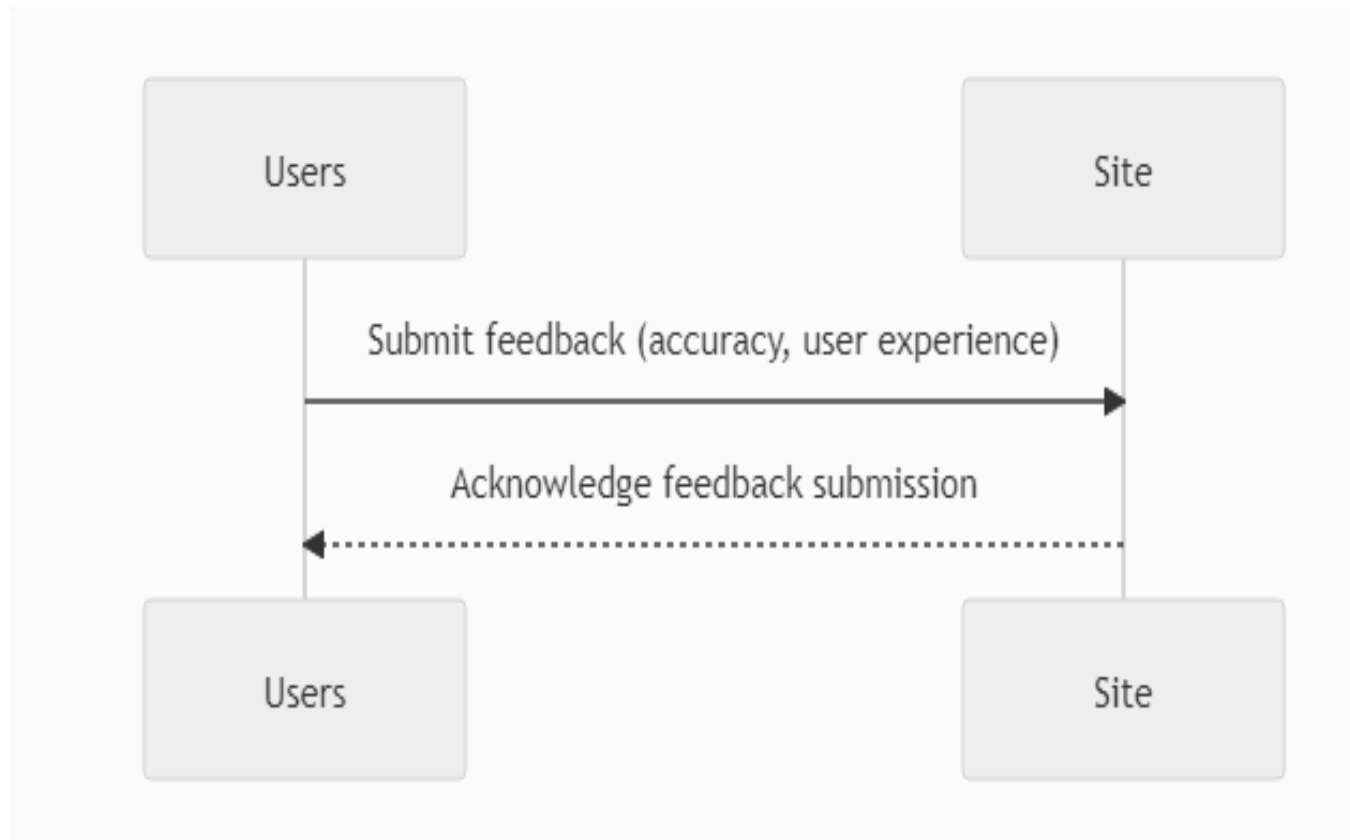 Users
Site
Submit feedback (accuracy, user experience)
Acknowledge feedback submission
Users
Site